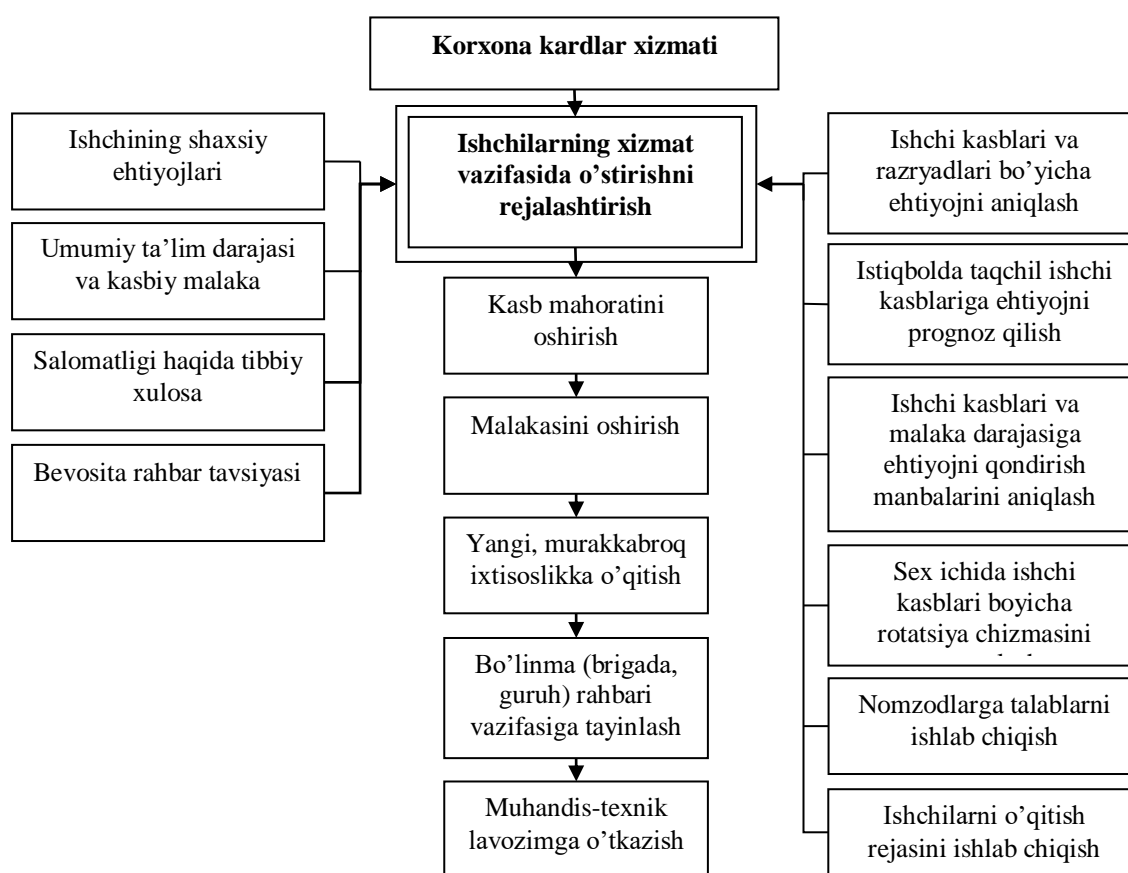 Korxona kardlar xizmati
Ishchilarning xizmat
vazifasida o’stirishni
rejalashtirish
Ishchining shaxsiy
ehtiyojlari
Umumiy ta’lim darajasi
va kasbiy malaka
Salomatligi haqida tibbiy
xulosa
Bevosita rahbar tavsiyasi
Kasb mahoratini
oshirish
Malakasini oshirish
Yangi, murakkabroq
ixtisoslikka o’qitish
Bo’linma (brigada,
guruh) rahbari
vazifasiga tayinlash
Muhandis-texnik
lavozimga o’tkazish
Ishchi kasblari va
razryadlari bo’yicha
ehtiyojni aniqlash
Istiqbolda taqchil ishchi
kasblariga ehtiyojni
prognoz qilish
Ishchi kasblari va
malaka darajasiga
ehtiyojni qondirish
manbalarini aniqlash
Sex ichida ishchi
kasblari boyicha
rotatsiya chizmasini
Nomzodlarga talablarni
ishlab chiqish
Ishchilarni o’qitish
rejasini ishlab chiqish